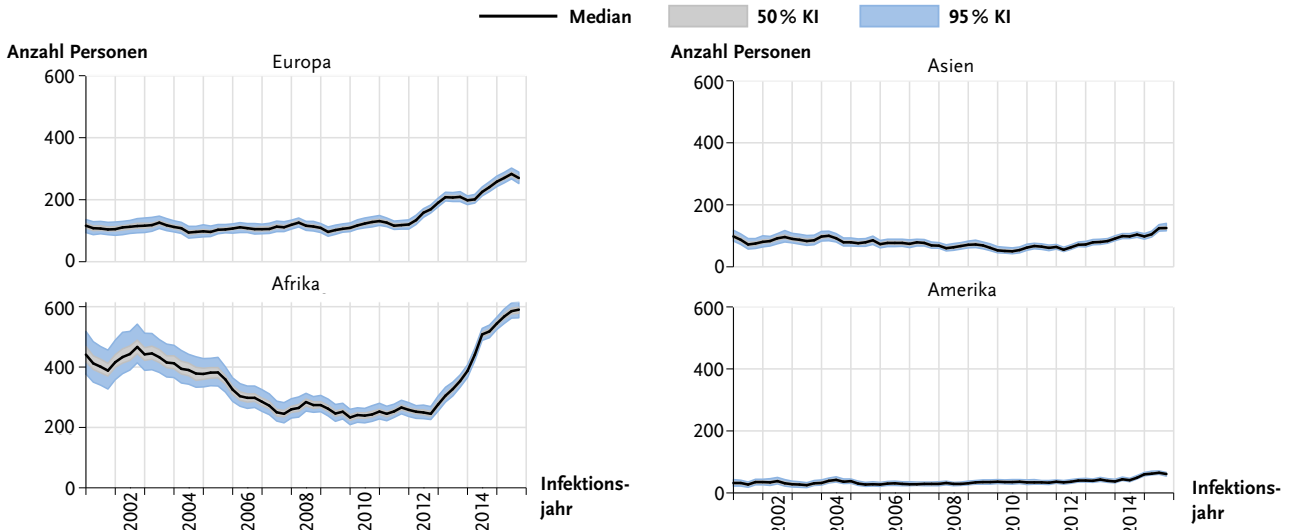 Median 50 % KI 95 % KI
Anzahl Personen
Europa
600
400
200
0
Afrika
600
400
200
0
2002 2004 2006 2008 2010 2012 2014
Infektions-
jahr
Anzahl Personen
Asien
600
400
200
0
Amerika
600
400
200
0
2002 2004 2006 2008 2010 2012 2014
Infektions-
jahr